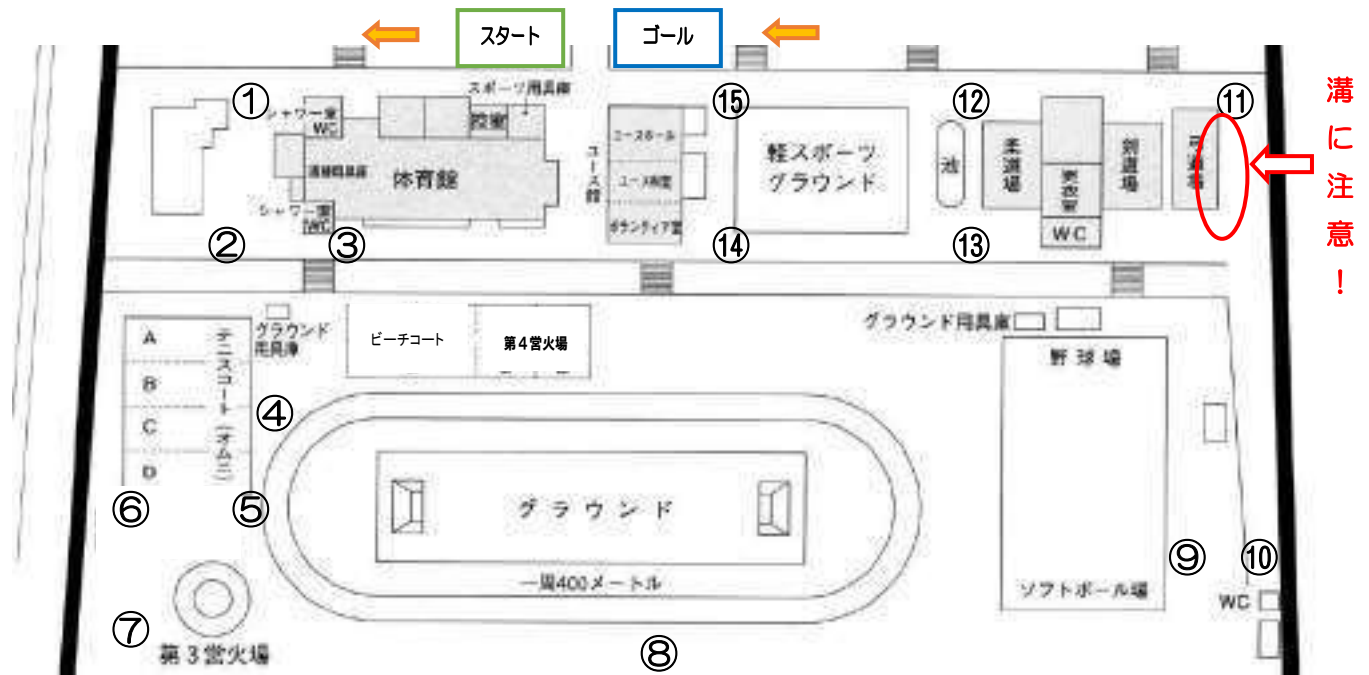 スタート
ゴール
①
シャワー室
WC
スポーツ用具庫
控室
体育館
シャワー室
WC
②
③
ユース館
ユースホール
ボランティア室
⑮
軽スポーツ
グラウンド
⑭
⑫
池
柔道場
更衣室
WC
剣道場
⑬
⑪
溝に注意！
A
B
C
D
テニスコート（オムニ）
グラウンド
用具庫
ビーチコート
第4営火場
④
⑤
⑥
⑦
第3営火場
グラウンド
一周400メートル
⑧
グラウンド用具庫
野球場
ソフトボール場
⑨
⑩
WC